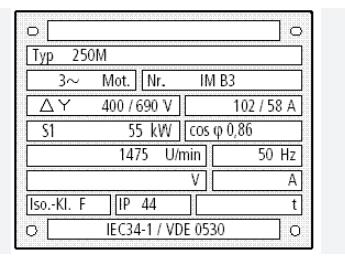 Typ 250M
3~ Mot. Nr. IM B3
△ Y 400 / 690 V 102 / 58 A
S1 55 kW cos φ 0,86
1475 U/min 50 Hz
V A
Iso.-Kl. F IP 44 t
IEC34-1 / VDE 0530